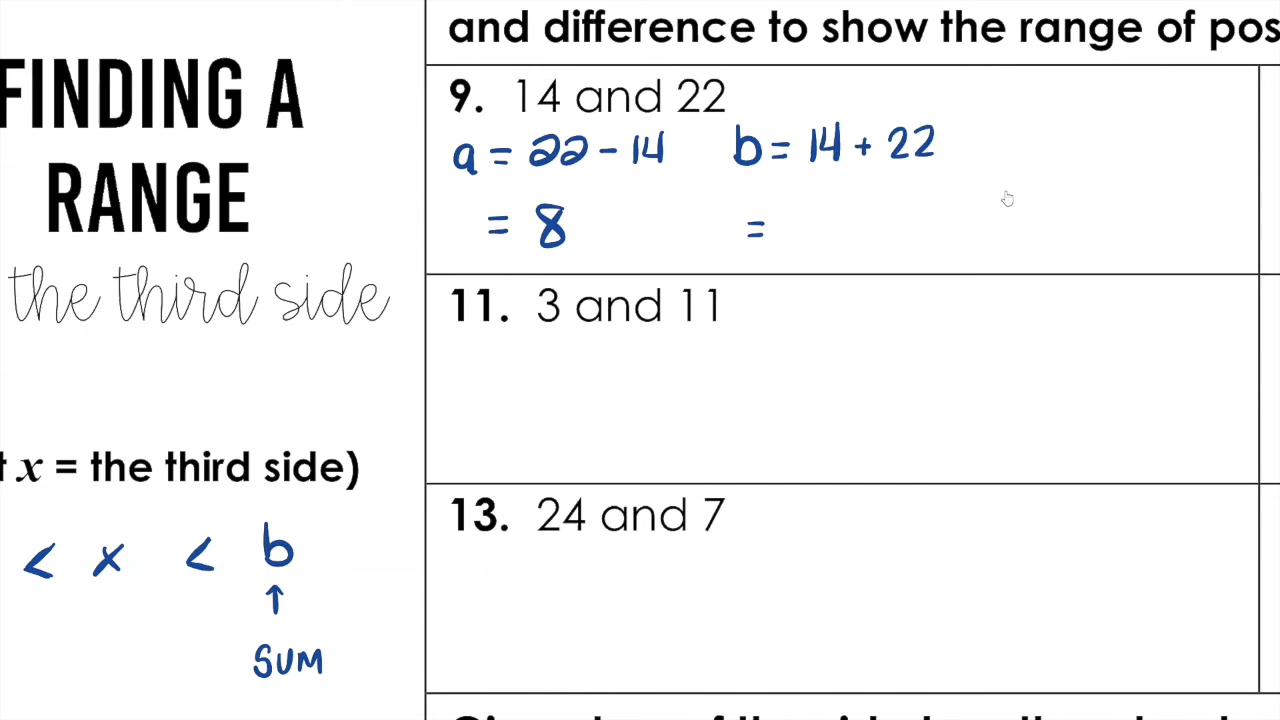 FINDING A
RANGE
the third side
x = the third side)
< x < b
↑
SUM
and difference to show the range of
9. 14 and 22
a = 22 - 14 b = 14 + 22
= 8 =
11. 3 and 11
13. 24 and 7